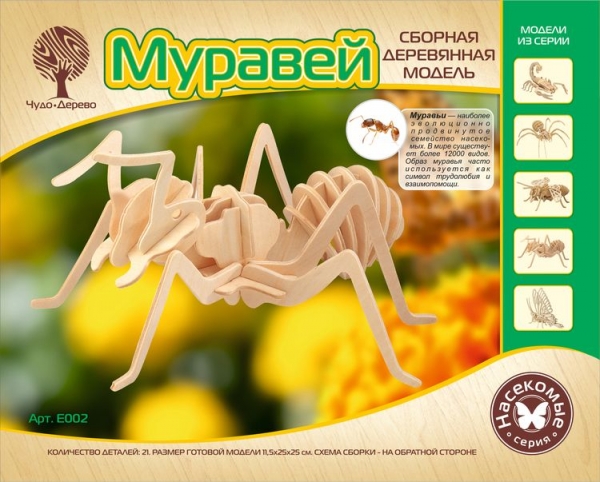 Чудо-Дерево
Муравей
СБОРНАЯ
ДЕРЕВЯННАЯ
МОДЕЛЬ
МОДЕЛИ
ИЗ СЕРИИ
Муравьи — наиболее
эволюционно
продвинутое
семейство насеко-
мых. В мире существу-
ет более 12000 видов.
Образ муравья часто
используется как
символ трудолюбия и
взаимопомощи.
Арт. Е002
Насекомые
серия
КОЛИЧЕСТВО ДЕТАЛЕЙ: 21. РАЗМЕР ГОТОВОЙ МОДЕЛИ 11,5х25х25 см. СХЕМА СБОРКИ - НА ОБРАТНОЙ СТОРОНЕ